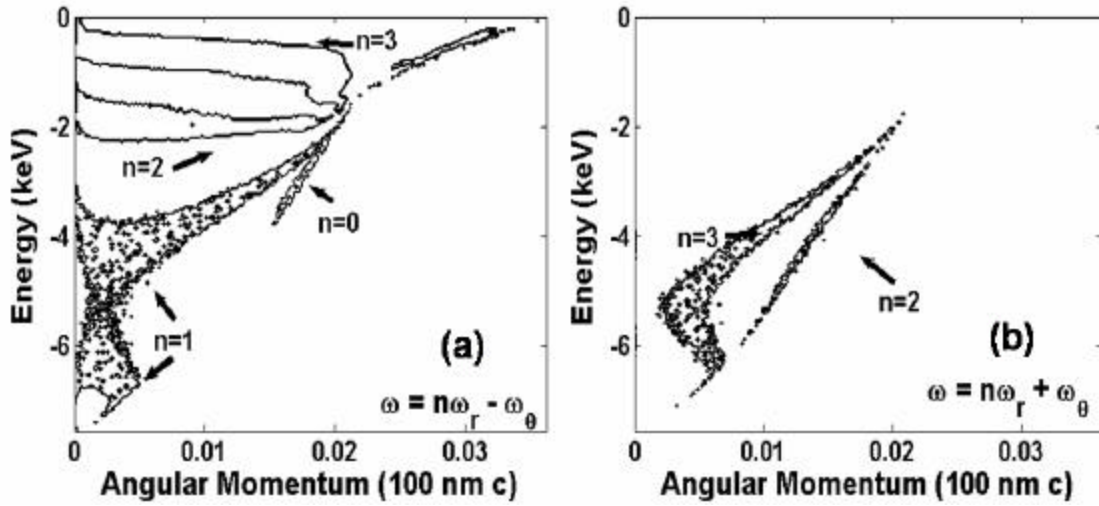 0
-2
-4
-6
Energy (keV)
n=3
n=2
n=0
n=1
(a)
ω = nω_r - ω_θ
0
0.01
0.02
0.03
Angular Momentum (100 nm c)
0
-2
-4
-6
Energy (keV)
n=3
n=2
(b)
ω = nω_r + ω_θ
0
0.01
0.02
0.03
Angular Momentum (100 nm c)